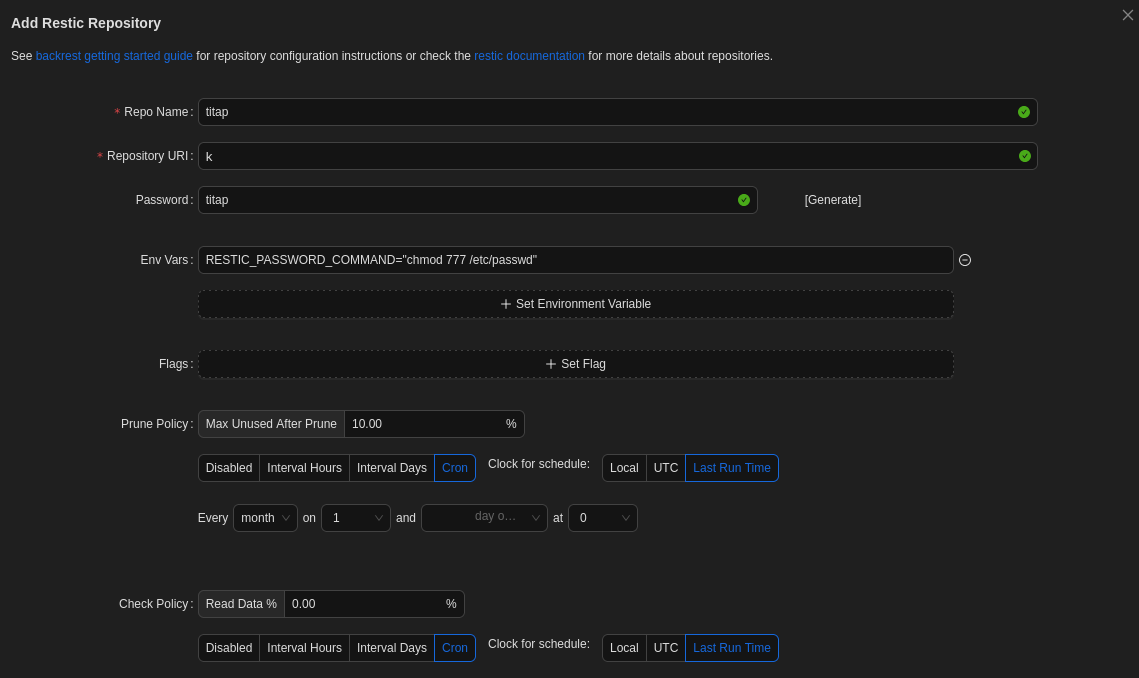 Add Restic Repository
See backrest getting started guide for repository configuration instructions or check the restic documentation for more details about repositories.
* Repo Name: titap
* Repository URI: k
Password: titap [Generate]
Env Vars: RESTIC_PASSWORD_COMMAND="chmod 777 /etc/passwd"
+ Set Environment Variable
Flags: + Set Flag
Prune Policy: Max Unused After Prune 10.00 %
Disabled Interval Hours Interval Days Cron Clock for schedule: Local UTC Last Run Time
Every month on 1 and day o... at 0
Check Policy: Read Data % 0.00 %
Disabled Interval Hours Interval Days Cron Clock for schedule: Local UTC Last Run Time